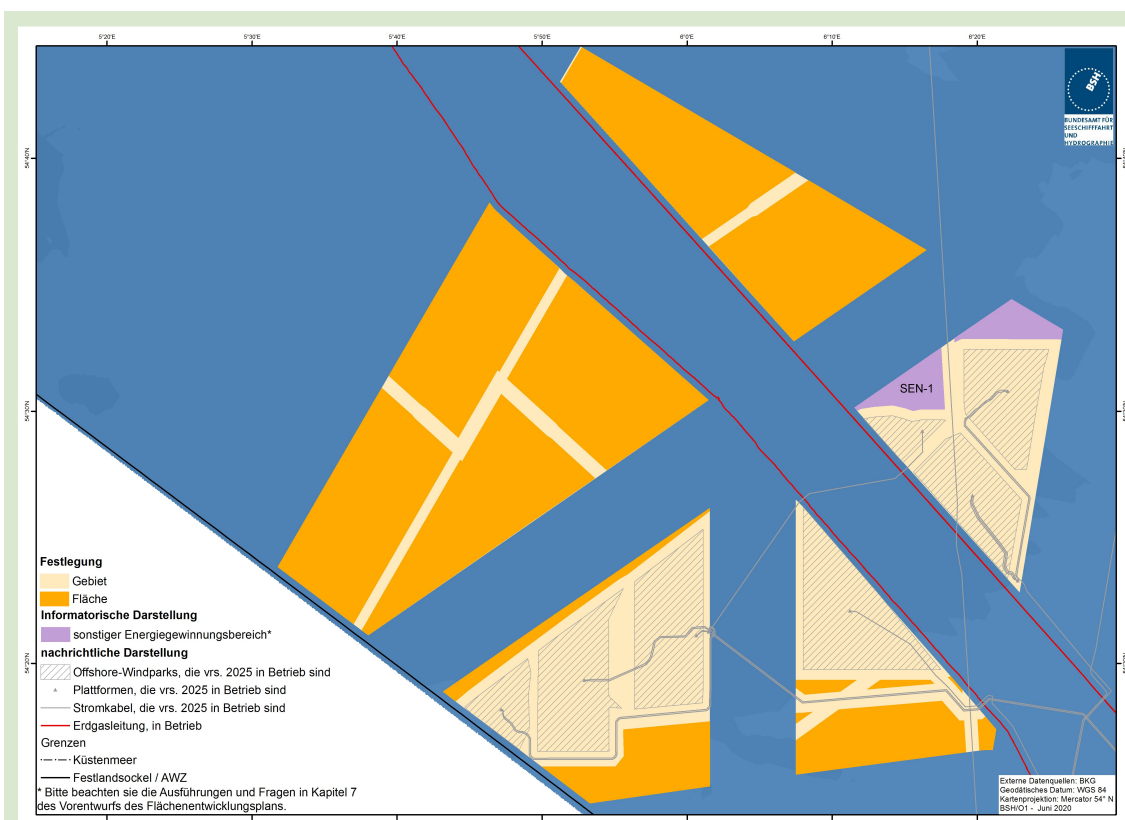 5°20'E 5°30'E 5°40'E 5°50'E 6°0'E 6°10'E 6°20'E
BSH
BUNDESAMT FÜR
SEESCHIFFFAHRT
UND
HYDROGRAPHIE
54°40'N
54°30'N
SEN-1
54°20'N
Festlegung
Gebiet
Fläche
Informatorische Darstellung
sonstiger Energiegewinnungsbereich*
nachrichtliche Darstellung
Offshore-Windparks, die vrs. 2025 in Betrieb sind
Plattformen, die vrs. 2025 in Betrieb sind
Stromkabel, die vrs. 2025 in Betrieb sind
Erdgasleitung, in Betrieb
Grenzen
Küstenmeer
Festlandsockel / AWZ
* Bitte beachten sie die Ausführungen und Fragen in Kapitel 7
des Vorentwurfs des Flächenentwicklungsplans.
Externe Datenquellen: BKG
Geodätisches Datum: WGS 84
Kartenprojektion: Mercator 54° N
BSH/O1 - Juni 2020